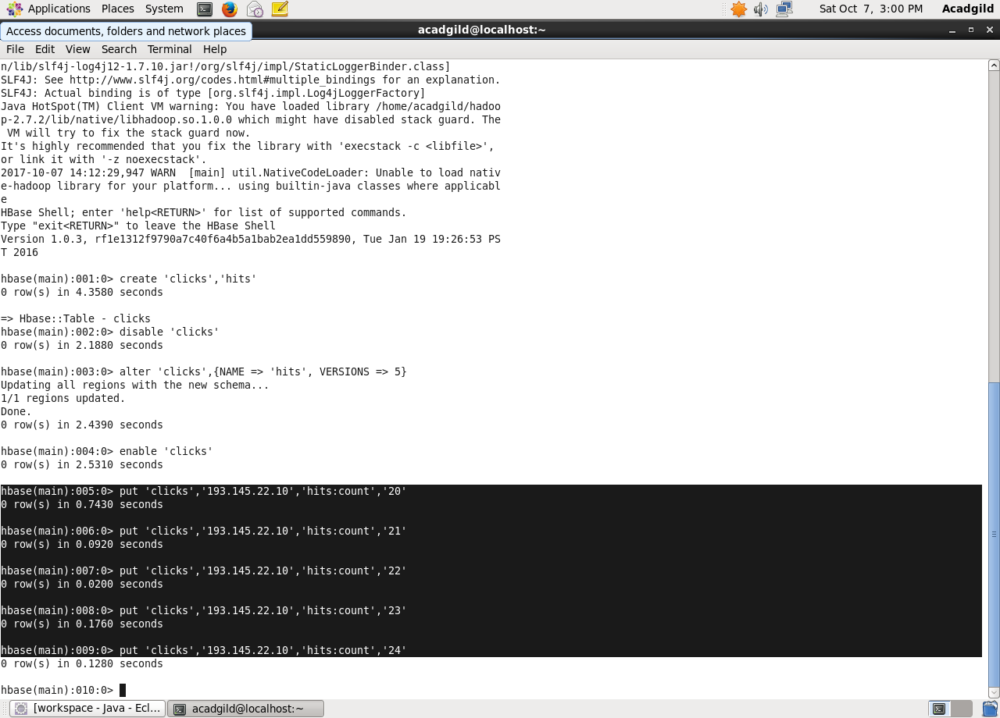 Applications Places System Sat Oct 7, 3:00 PM Acadgild
Access documents, folders and network places
acadgild@localhost:~
File Edit View Search Terminal Help
n/lib/slf4j-log4j12-1.7.10.jar!/org/slf4j/impl/StaticLoggerBinder.class]
SLF4J: See http://www.slf4j.org/codes.html#multiple_bindings for an explanation.
SLF4J: Actual binding is of type [org.slf4j.impl.Log4jLoggerFactory]
Java HotSpot(TM) Client VM warning: You have loaded library /home/acadgild/hadoo
p-2.7.2/lib/native/libhadoop.so.1.0.0 which might have disabled stack guard. The
 VM will try to fix the stack guard now.
It's highly recommended that you fix the library with 'execstack -c <libfile>',
or link it with '-z noexecstack'.
2017-10-07 14:12:29,947 WARN  [main] util.NativeCodeLoader: Unable to load nativ
e-hadoop library for your platform... using builtin-java classes where applicabl
e
HBase Shell; enter 'help<RETURN>' for list of supported commands.
Type "exit<RETURN>" to leave the HBase Shell
Version 1.0.3, rf1e1312f9790a7c40f6a4b5a1bab2ea1dd559890, Tue Jan 19 19:26:53 PS
T 2016
hbase(main):001:0> create 'clicks','hits'
0 row(s) in 4.3580 seconds
=> Hbase::Table - clicks
hbase(main):002:0> disable 'clicks'
0 row(s) in 2.1880 seconds
hbase(main):003:0> alter 'clicks',{NAME => 'hits', VERSIONS => 5}
Updating all regions with the new schema...
1/1 regions updated.
Done.
0 row(s) in 2.4390 seconds
hbase(main):004:0> enable 'clicks'
0 row(s) in 2.5310 seconds
hbase(main):005:0> put 'clicks','193.145.22.10','hits:count','20'
0 row(s) in 0.7430 seconds
hbase(main):006:0> put 'clicks','193.145.22.10','hits:count','21'
0 row(s) in 0.0920 seconds
hbase(main):007:0> put 'clicks','193.145.22.10','hits:count','22'
0 row(s) in 0.0200 seconds
hbase(main):008:0> put 'clicks','193.145.22.10','hits:count','23'
0 row(s) in 0.1760 seconds
hbase(main):009:0> put 'clicks','193.145.22.10','hits:count','24'
0 row(s) in 0.1280 seconds
hbase(main):010:0>
[workspace - Java - Ecl... acadgild@localhost:~